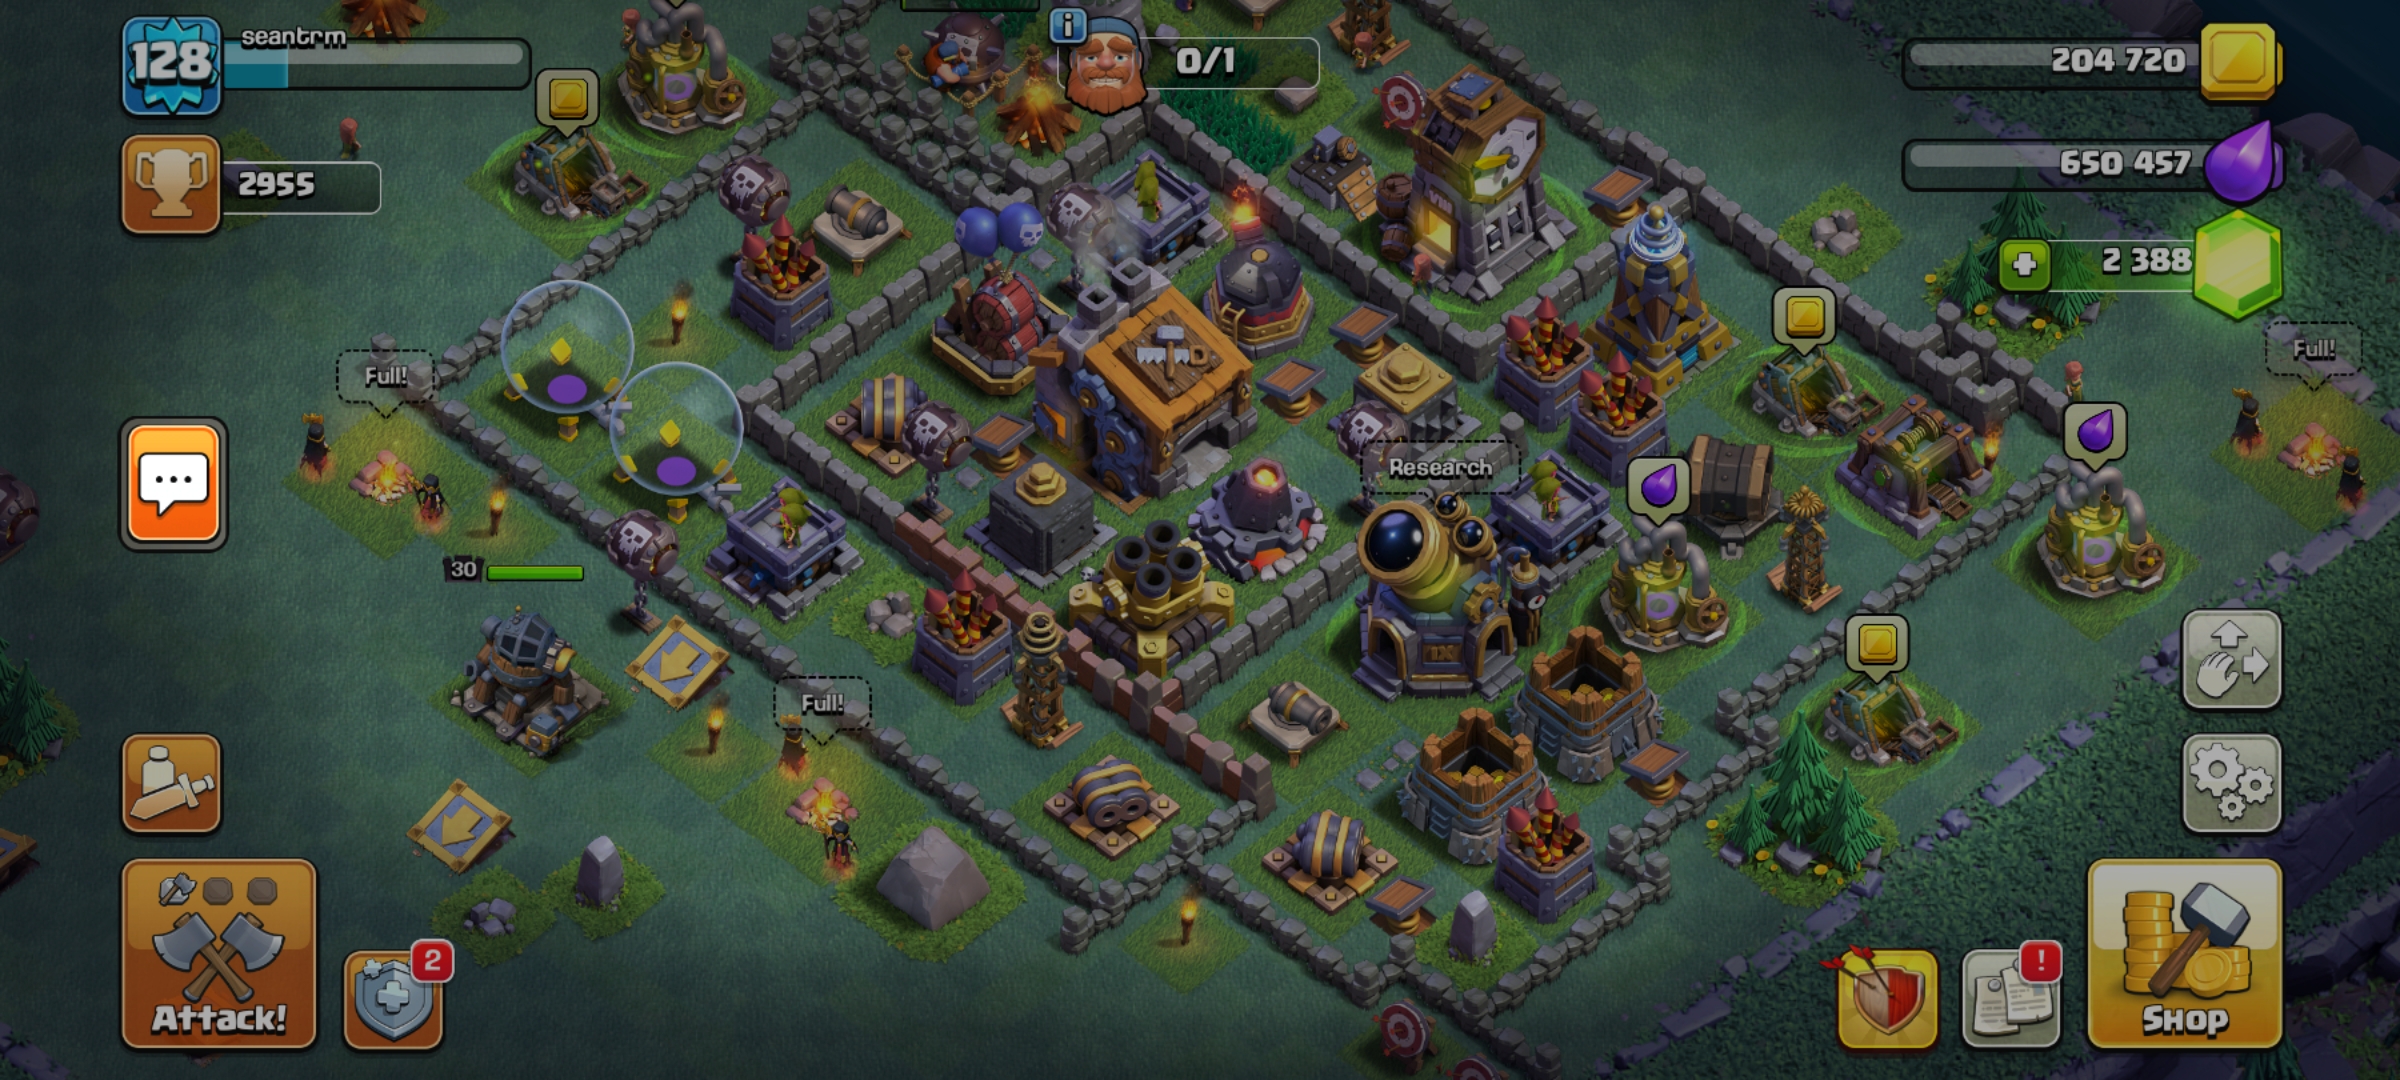 128
seantrm
0/1
204 720
2955
650 457
2 388
Full!
Full!
Research
30
Full!
2
Attack!
!
Shop